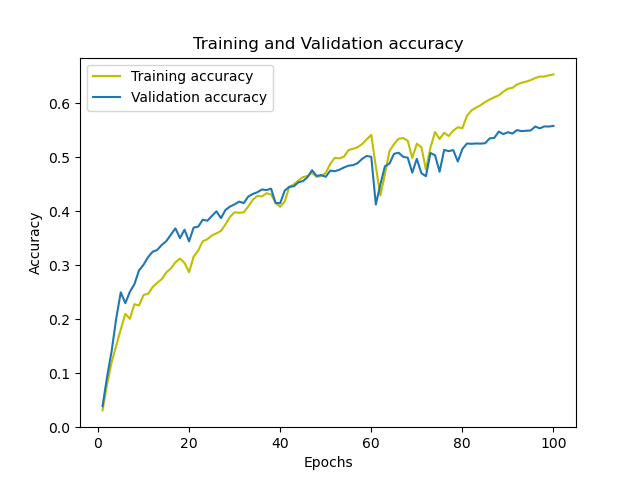 Training and Validation accuracy
Training accuracy
Validation accuracy
0.6
0.5
0.4
0.3
0.2
0.1
0.0
Accuracy
0 20 40 60 80 100
Epochs